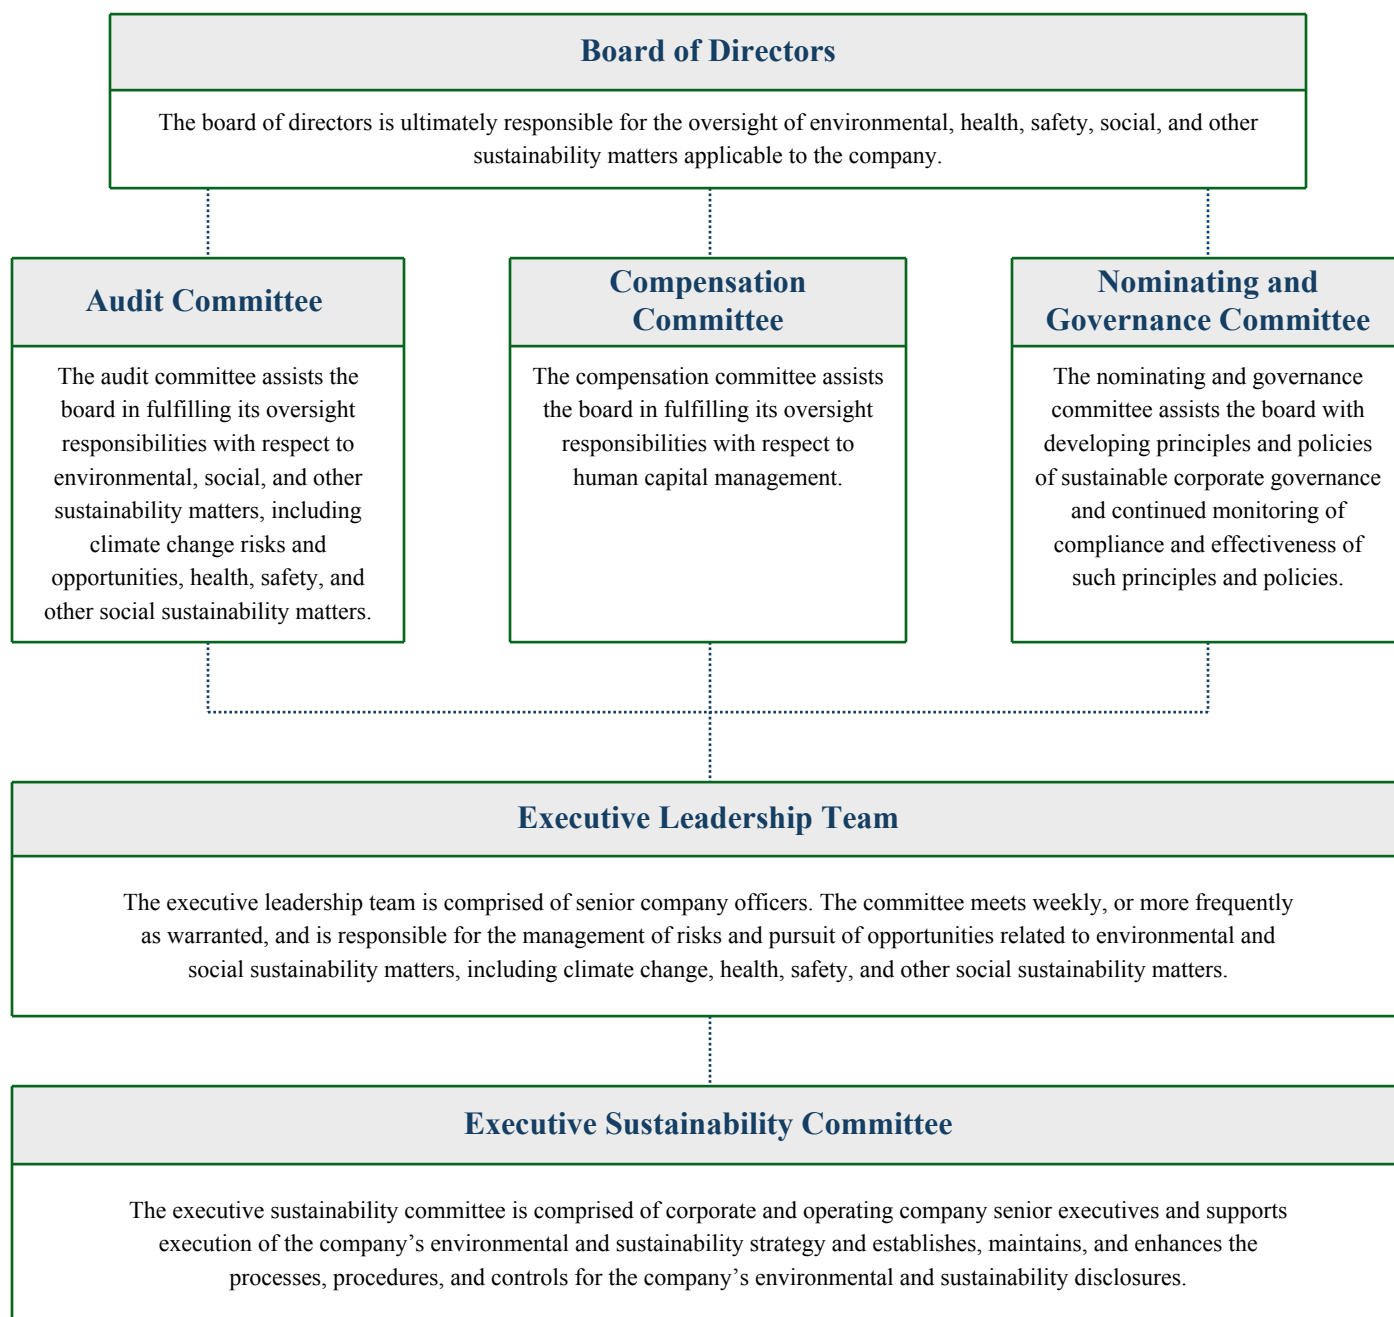 Board of Directors
The board of directors is ultimately responsible for the oversight of environmental, health, safety, social, and other
sustainability matters applicable to the company.
Audit Committee
The audit committee assists the
board in fulfilling its oversight
responsibilities with respect to
environmental, social, and other
sustainability matters, including
climate change risks and
opportunities, health, safety, and
other social sustainability matters.
Compensation
Committee
The compensation committee assists
the board in fulfilling its oversight
responsibilities with respect to
human capital management.
Nominating and
Governance Committee
The nominating and governance
committee assists the board with
developing principles and policies
of sustainable corporate governance
and continued monitoring of
compliance and effectiveness of
such principles and policies.
Executive Leadership Team
The executive leadership team is comprised of senior company officers. The committee meets weekly, or more frequently
as warranted, and is responsible for the management of risks and pursuit of opportunities related to environmental and
social sustainability matters, including climate change, health, safety, and other social sustainability matters.
Executive Sustainability Committee
The executive sustainability committee is comprised of corporate and operating company senior executives and supports
execution of the company’s environmental and sustainability strategy and establishes, maintains, and enhances the
processes, procedures, and controls for the company’s environmental and sustainability disclosures.